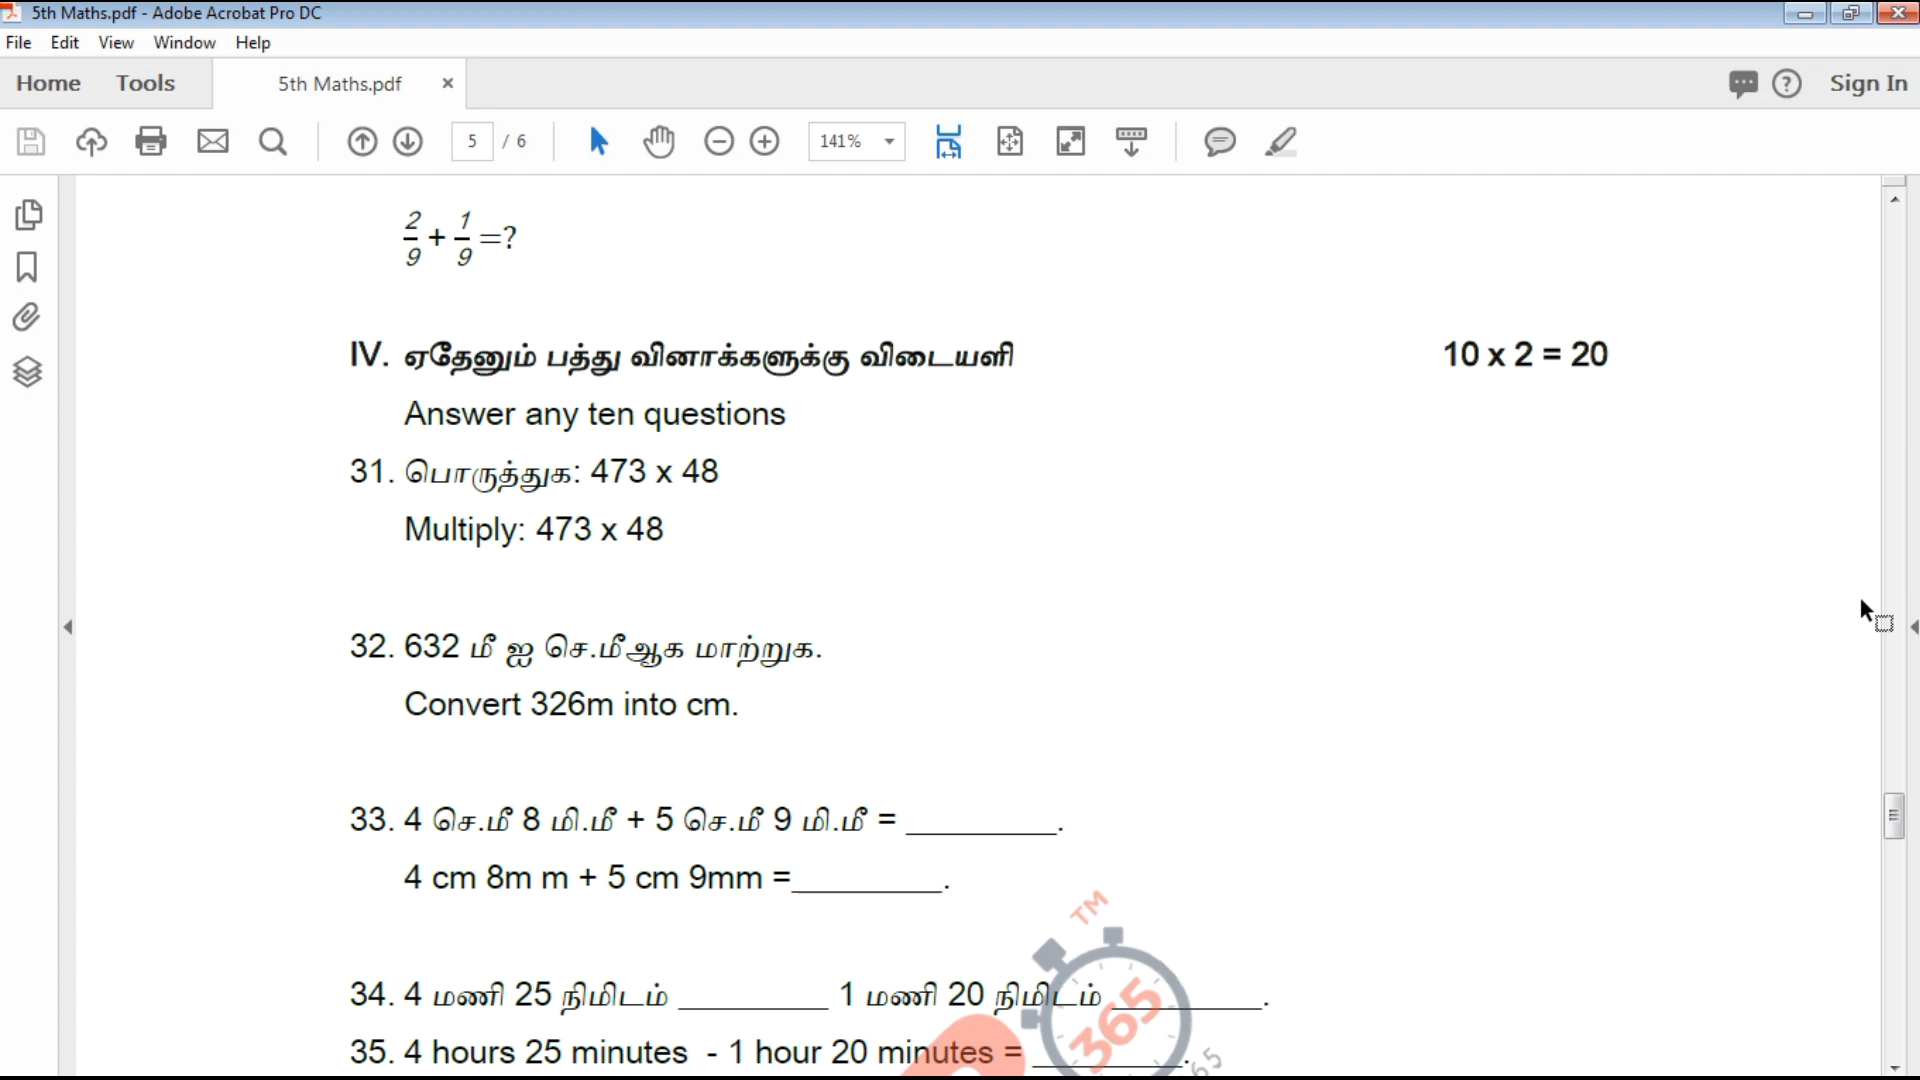 5th Maths.pdf - Adobe Acrobat Pro DC
File Edit View Window Help
Home Tools 5th Maths.pdf × Sign In
5 / 6 141%
2/9 + 1/9 =?
IV. ஏதேனும் பத்து வினாக்களுக்கு விடையளி 10 x 2 = 20
Answer any ten questions
31. பொருத்துக: 473 x 48
Multiply: 473 x 48
32. 632 மீ ஐ செ.மீஆக மாற்றுக.
Convert 326m into cm.
33. 4 செ.மீ 8 மி.மீ + 5 செ.மீ 9 மி.மீ = _________.
4 cm 8m m + 5 cm 9mm =_________.
34. 4 மணி 25 நிமிடம் _________ 1 மணி 20 நிமிடம் _________.
35. 4 hours 25 minutes - 1 hour 20 minutes = _________.
TM
365
65